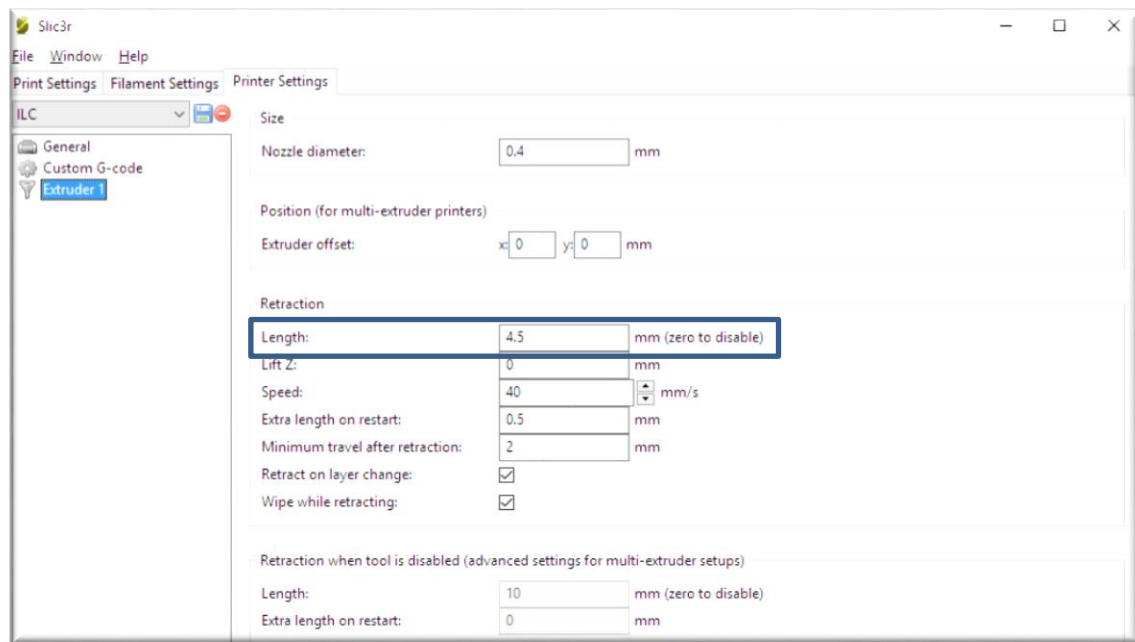 Slic3r
File Window Help
Print Settings Filament Settings Printer Settings
ILC
General
Custom G-code
Extruder 1
Size
Nozzle diameter: 0.4 mm
Position (for multi-extruder printers)
Extruder offset: x: 0 y: 0 mm
Retraction
Length: 4.5 mm (zero to disable)
Lift Z: 0 mm
Speed: 40 mm/s
Extra length on restart: 0.5 mm
Minimum travel after retraction: 2 mm
Retract on layer change:
Wipe while retracting:
Retraction when tool is disabled (advanced settings for multi-extruder setups)
Length: 10 mm (zero to disable)
Extra length on restart: 0 mm